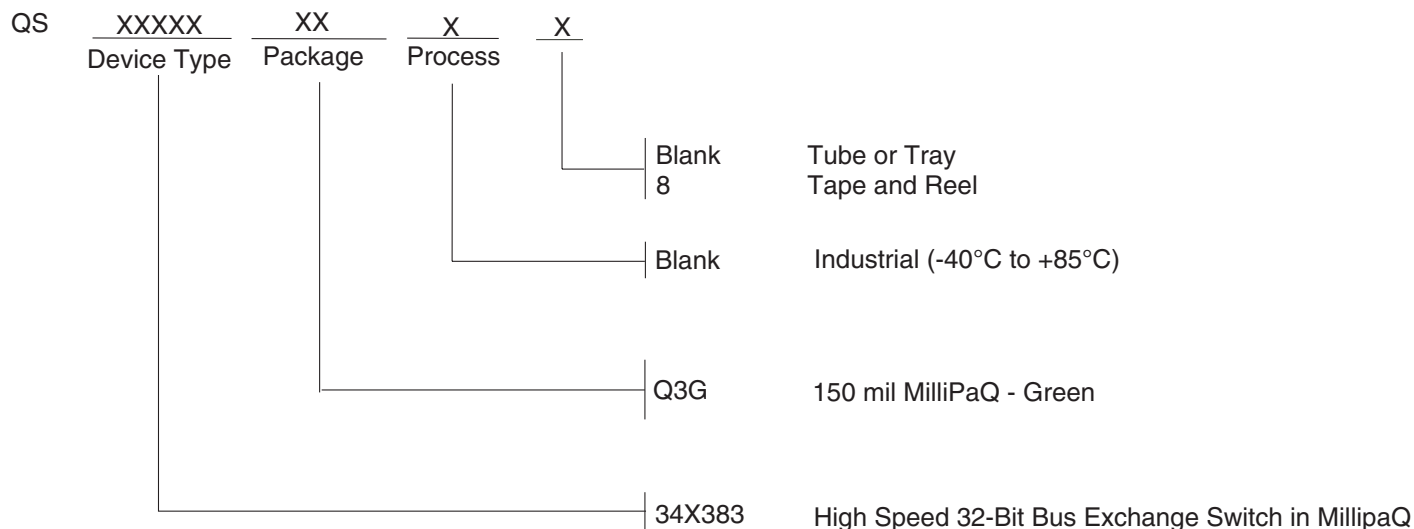 QS XXXXX XX X X
Device Type Package Process
Blank Tube or Tray
8 Tape and Reel
Blank Industrial (-40°C to +85°C)
Q3G 150 mil MilliPaQ - Green
34X383 High Speed 32-Bit Bus Exchange Switch in MillipaQ